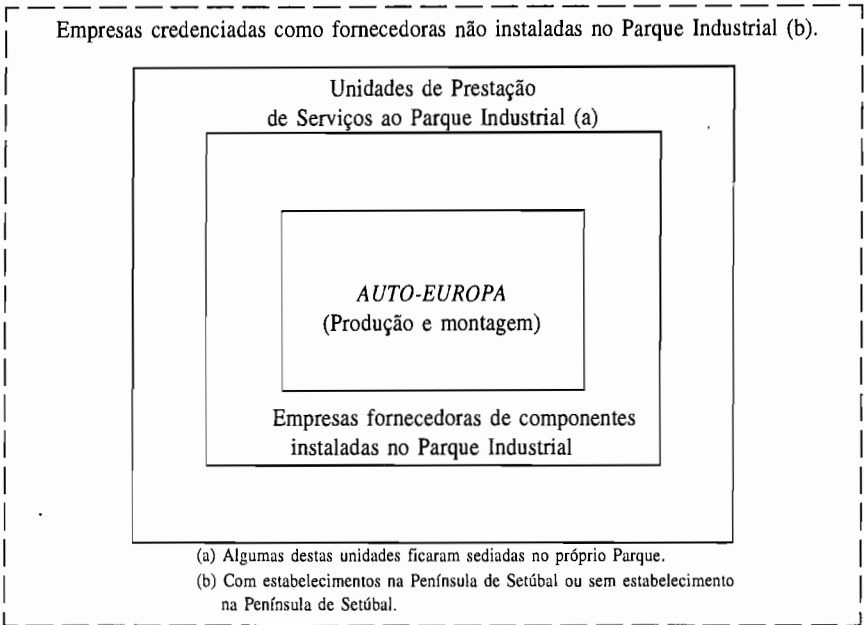 Empresas credenciadas como fornecedoras não instaladas no Parque Industrial (b).
Unidades de Prestação
de Serviços ao Parque Industrial (a)
AUTO-EUROPA
(Produção e montagem)
Empresas fornecedoras de componentes
instaladas no Parque Industrial
(a) Algumas destas unidades ficaram sediadas no próprio Parque.
(b) Com estabelecimentos na Península de Setúbal ou sem estabelecimento
na Península de Setúbal.